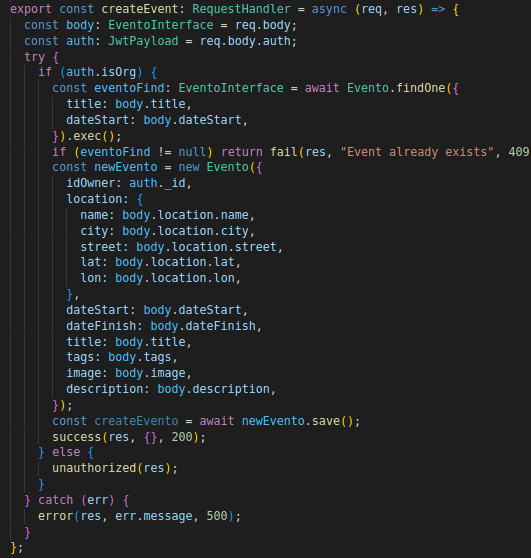 export const createEvent: RequestHandler = async (req, res) => {
  const body: EventoInterface = req.body;
  const auth: JwtPayload = req.body.auth;
  try {
    if (auth.isOrg) {
      const eventoFind: EventoInterface = await Evento.findOne({
        title: body.title,
        dateStart: body.dateStart,
      }).exec();
      if (eventoFind != null) return fail(res, "Event already exists", 409
      const newEvento = new Evento({
        idOwner: auth._id,
        location: {
          name: body.location.name,
          city: body.location.city,
          street: body.location.street,
          lat: body.location.lat,
          lon: body.location.lon,
        },
        dateStart: body.dateStart,
        dateFinish: body.dateFinish,
        title: body.title,
        tags: body.tags,
        image: body.image,
        description: body.description,
      });
      const createEvento = await newEvento.save();
      success(res, {}, 200);
    } else {
      unauthorized(res);
    }
  } catch (err) {
    error(res, err.message, 500);
  }
};